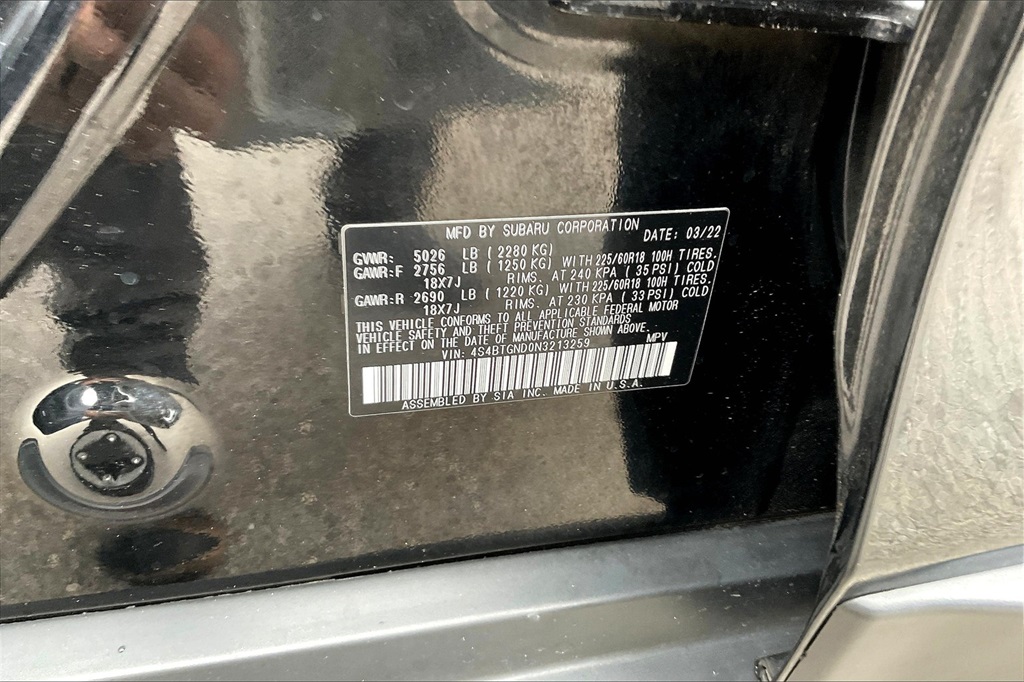 MFD BY SUBARU CORPORATION DATE: 03/22
GVWR: 5026 LB ( 2280 KG)
GAWR:F 2756 LB ( 1250 KG) WITH 225/60R18 100H TIRES.
18X7J RIMS. AT 240 KPA ( 35 PSI) COLD
GAWR:R 2690 LB ( 1220 KG) WITH 225/60R18 100H TIRES.
18X7J RIMS. AT 230 KPA ( 33 PSI) COLD
THIS VEHICLE CONFORMS TO ALL APPLICABLE FEDERAL MOTOR
VEHICLE SAFETY AND THEFT PREVENTION STANDARDS
IN EFFECT ON THE DATE OF MANUFACTURE SHOWN ABOVE.
VIN: 4S4BTGND0N3213259 MPV
ASSEMBLED BY SIA INC. MADE IN U.S.A.